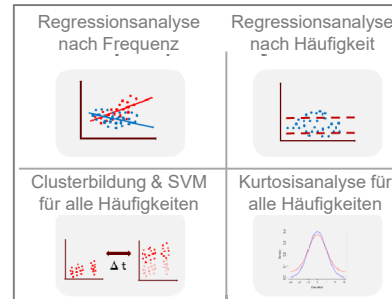 Regressionsanalyse
nach Frequenz
Regressionsanalyse
nach Häufigkeit
Clusterbildung & SVM
für alle Häufigkeiten
Δ t
Kurtosisanalyse für
alle Häufigkeiten